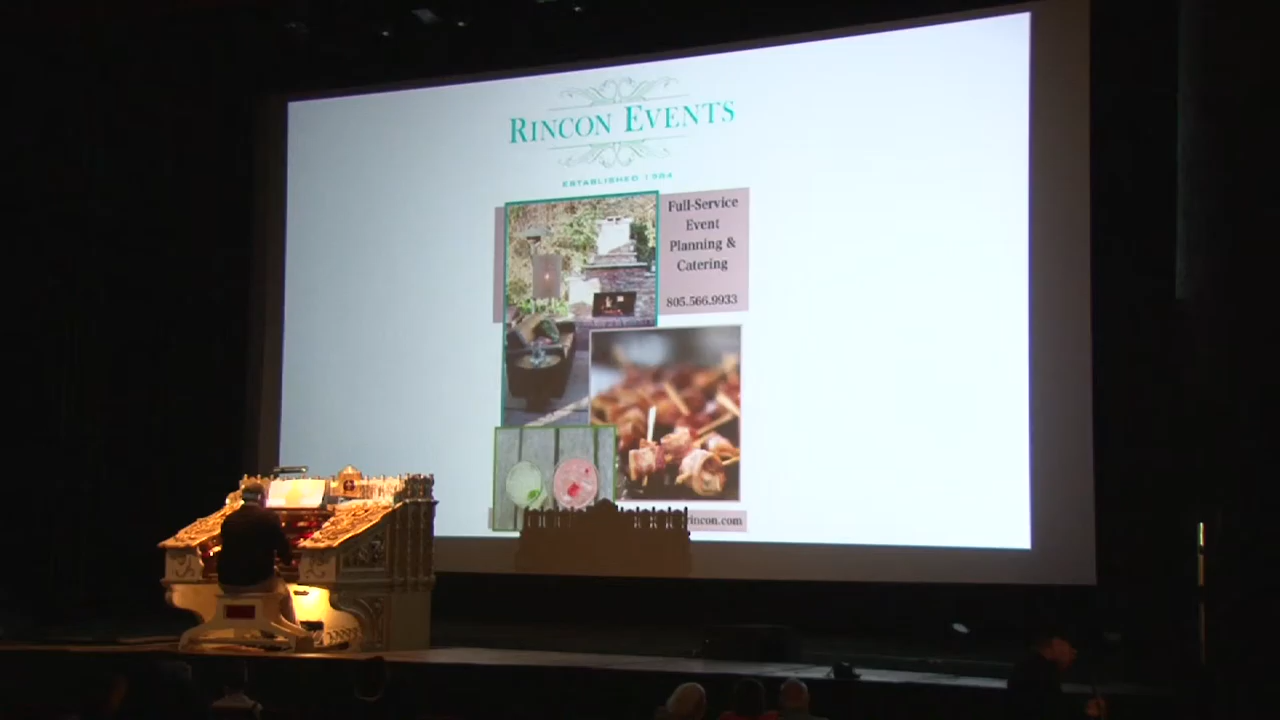 RINCON EVENTS
ESTABLISHED 1984
Full-Service
Event
Planning &
Catering
805.566.9933
rincon.com